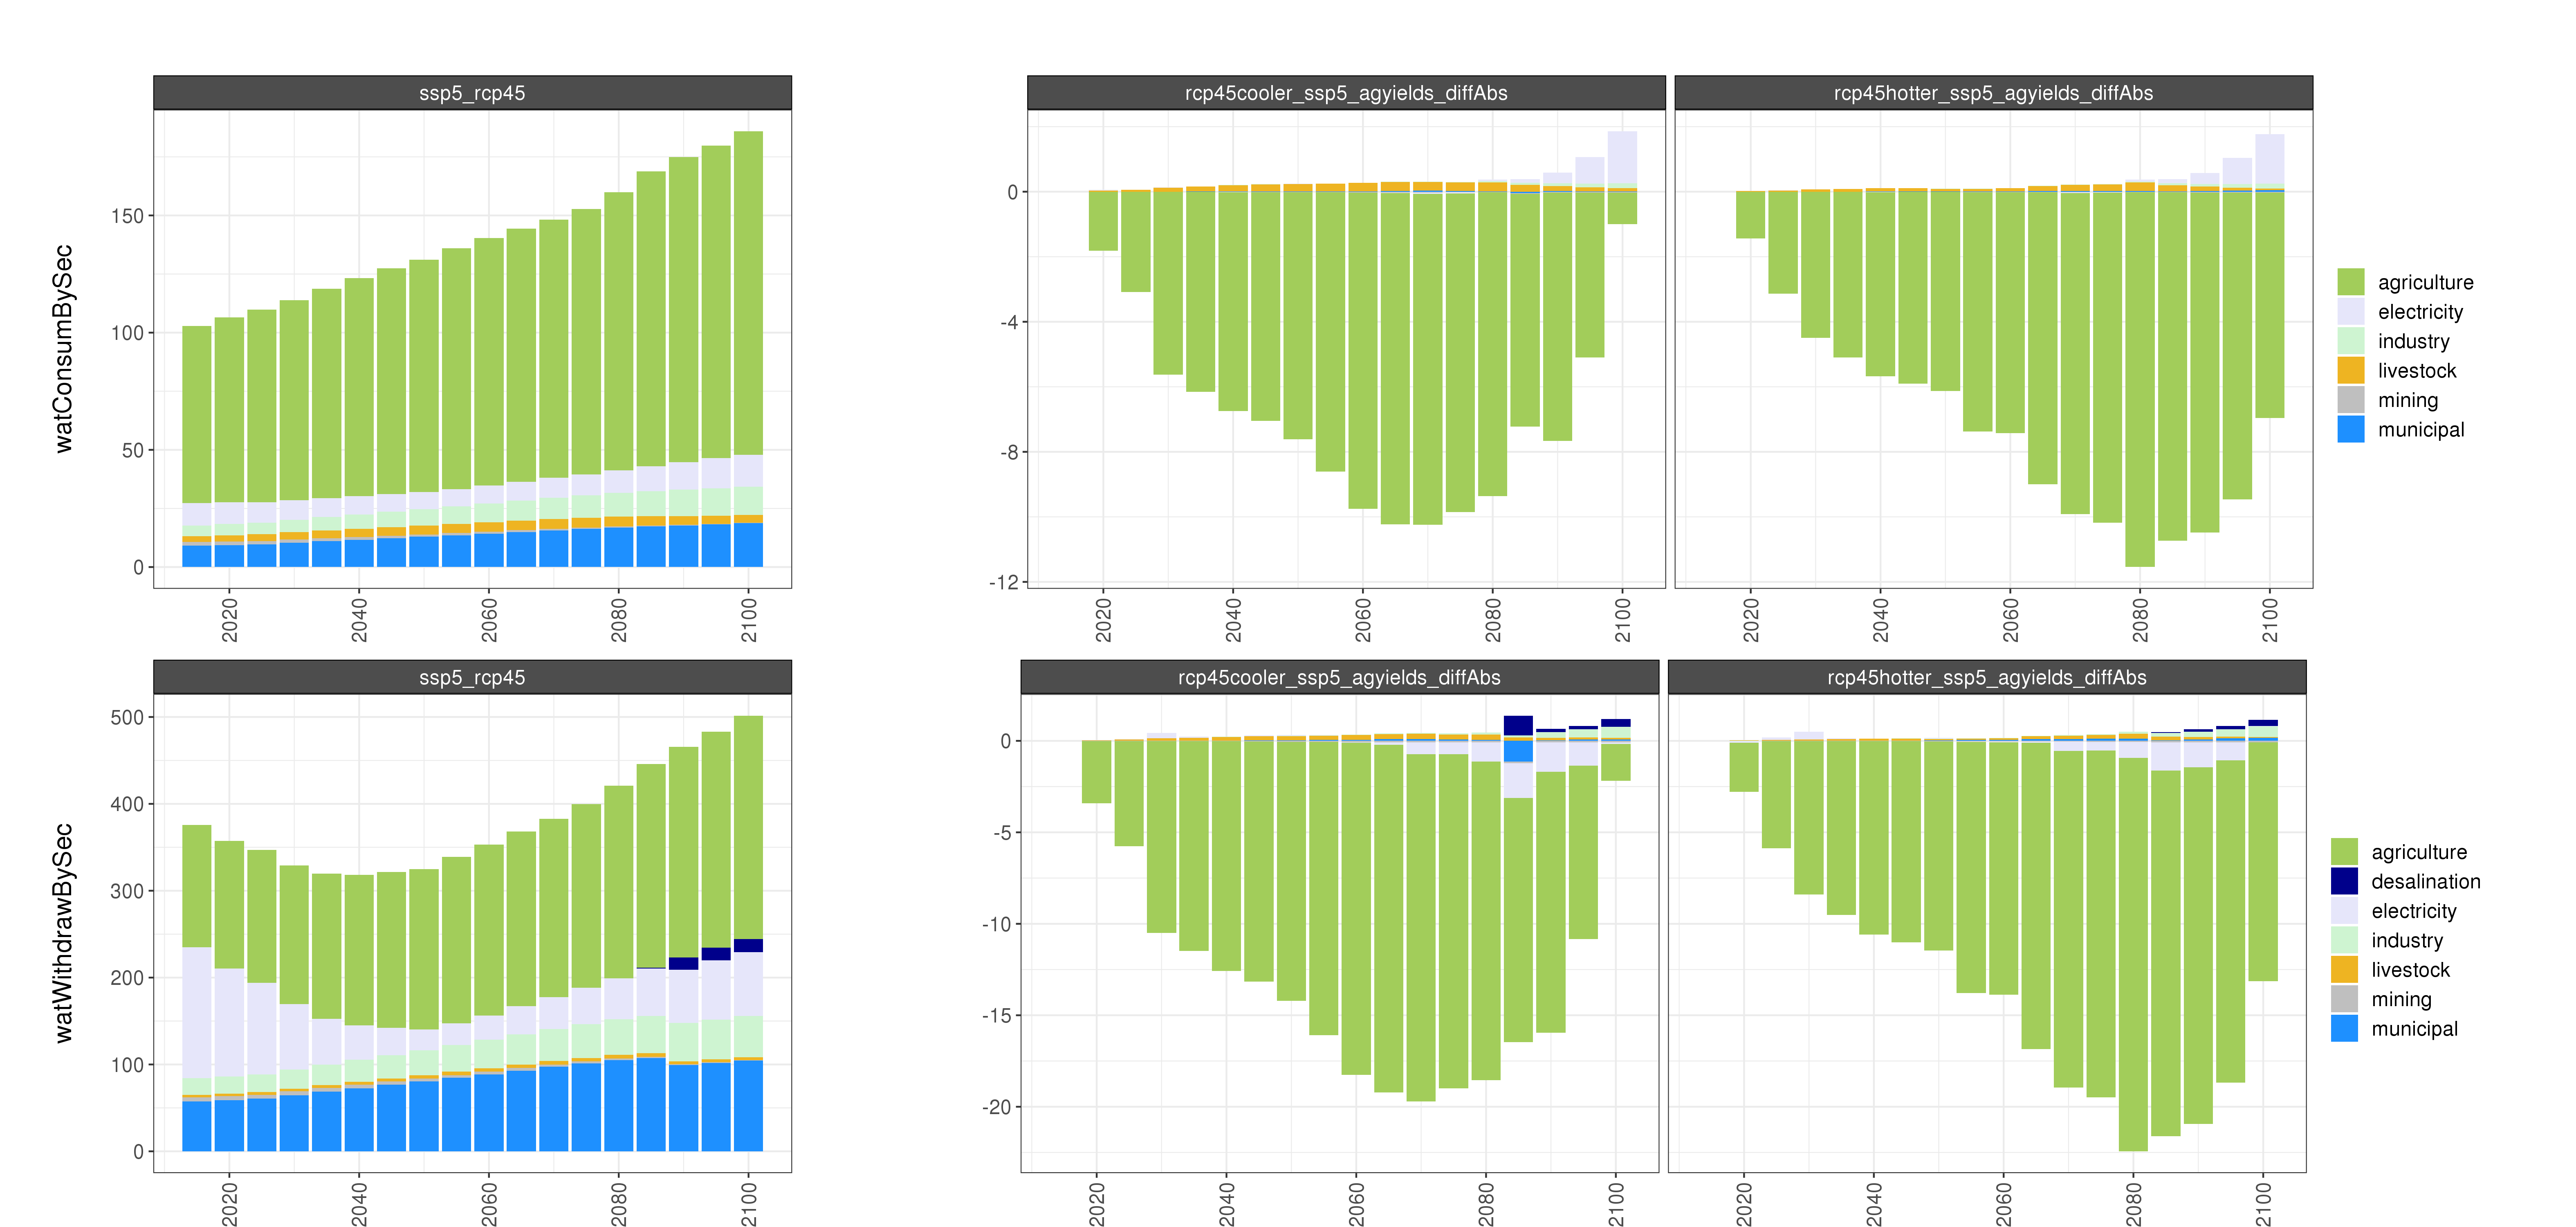 ssp5_rcp45
rcp45cooler_ssp5_agyields_diffAbs
rcp45hotter_ssp5_agyields_diffAbs
watConsumBySec
150
100
50
0
0
-4
-8
-12
2020
2040
2060
2080
2100
2020
2040
2060
2080
2100
2020
2040
2060
2080
2100
agriculture
electricity
industry
livestock
mining
municipal
ssp5_rcp45
rcp45cooler_ssp5_agyields_diffAbs
rcp45hotter_ssp5_agyields_diffAbs
watWithdrawBySec
500
400
300
200
100
0
0
-5
-10
-15
-20
2020
2040
2060
2080
2100
2020
2040
2060
2080
2100
2020
2040
2060
2080
2100
agriculture
desalination
electricity
industry
livestock
mining
municipal